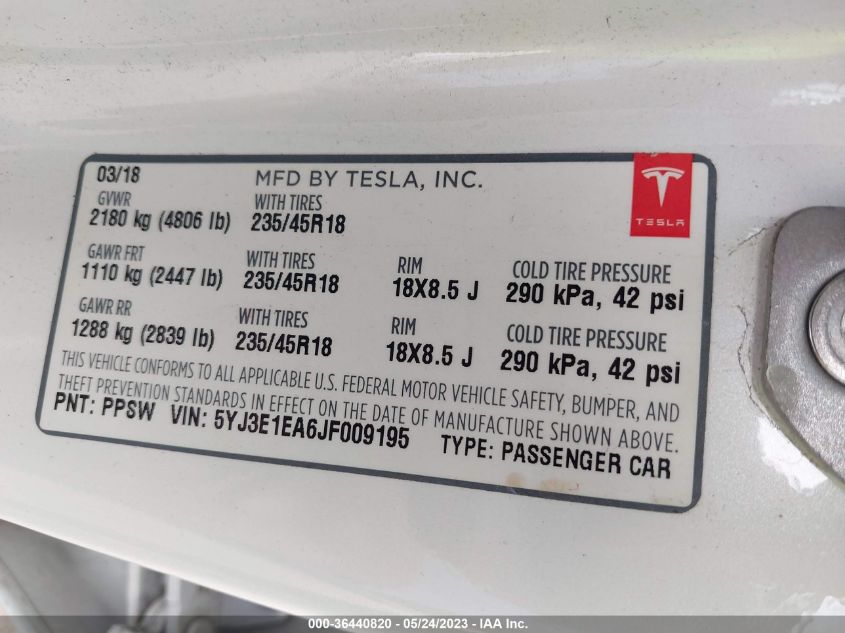 03/18 MFD BY TESLA, INC.
TESLA
GVWR WITH TIRES
2180 kg (4806 lb) 235/45R18
GAWR FRT WITH TIRES RIM COLD TIRE PRESSURE
1110 kg (2447 lb) 235/45R18 18X8.5 J 290 kPa, 42 psi
GAWR RR WITH TIRES RIM COLD TIRE PRESSURE
1288 kg (2839 lb) 235/45R18 18X8.5 J 290 kPa, 42 psi
THIS VEHICLE CONFORMS TO ALL APPLICABLE U.S. FEDERAL MOTOR VEHICLE SAFETY, BUMPER, AND
THEFT PREVENTION STANDARDS IN EFFECT ON THE DATE OF MANUFACTURE SHOWN ABOVE.
PNT: PPSW VIN: 5YJ3E1EA6JF009195 TYPE: PASSENGER CAR
© - 36440820 - 05/24/2023 - IAA Inc.